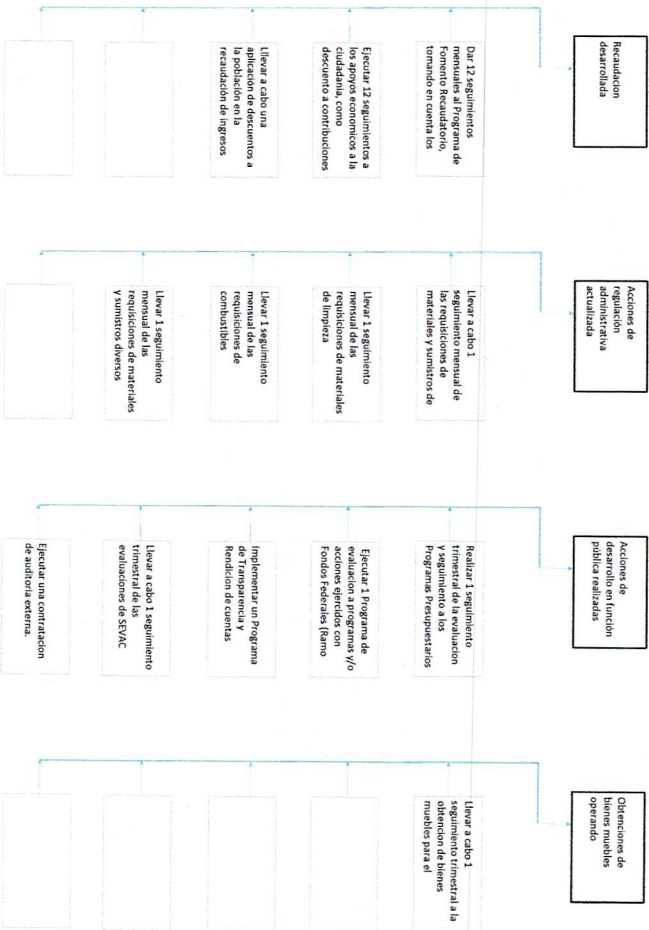 Recaudacion
desarrollada
Dar 12 seguimientos
mensuales al Programa de
Fomento Recaudatorio,
tomando en cuenta los
Ejecutar 12 seguimientos a
los apoyos economicos a la
ciudadania, como
descuento a contribuciones
Llevar a cabo una
aplicacion de descuentos a
la población en la
recaudación de ingresos
Acciones de
regulación
administrativa
actualizada
Llevar a cabo 1
seguimiento mensual de
las requisiciones de
materiales y sumistros de
Llevar 1 seguimiento
mensual de las
requisiciones de materiales
de limpieza
Llevar 1 seguimiento
mensual de las
requisiciones de
combustibles
Llevar 1 seguimiento
mensual de las
requisiciones de materiales
y sumistros diversos
Acciones de
desarrollo en función
pública realizadas
Realizar 1 seguimiento
trimestral de la evaluacion
y seguimiento a los
Programas Presupuestarios
Ejecutar 1 Programa de
evaluacion a programas y/o
acciones ejercidos con
Fondos Federales (Ramo
Implementar un Programa
de Transparencia y
Rendicion de cuentas
Llevar a cabo 1 seguimiento
trimestral de las
evaluaciones de SEVAC
Ejecutar una contratacion
de auditoria externa.
Obtenciones de
bienes muebles
operando
Llevar a cabo 1
seguimiento trimestral a la
obtencion de bienes
muebles para el